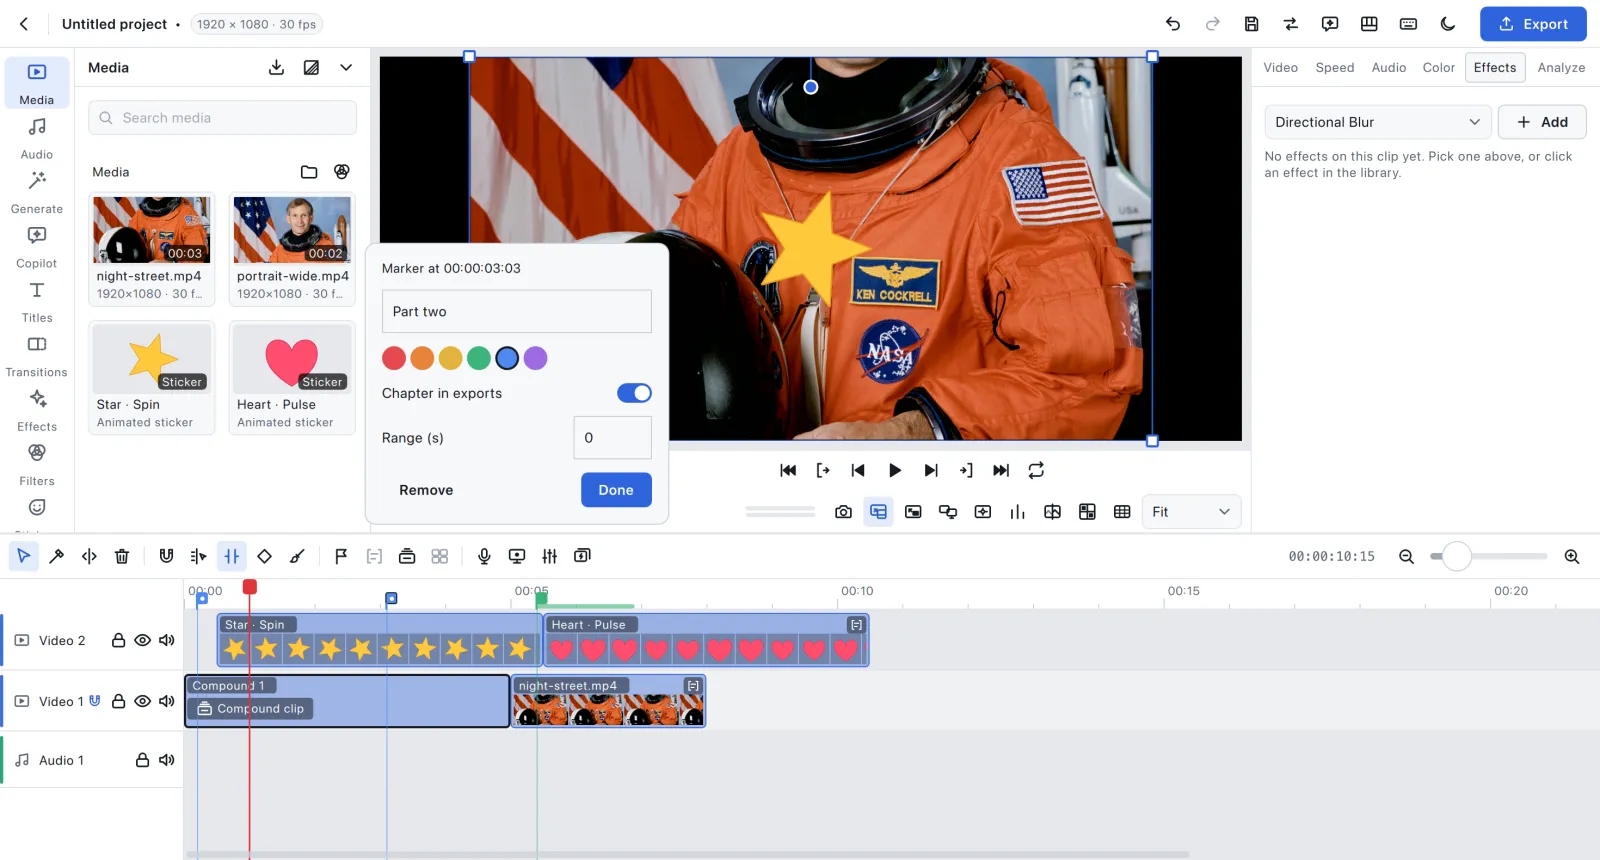 Untitled project •
1920 × 1080 · 30 fps
Export
Media
Audio
Generate
Copilot
Titles
Transitions
Effects
Filters
Media
Search media
Media
00:03
night-street.mp4
1920×1080 · 30 f...
00:02
portrait-wide.mp4
1920×1080 · 30 f...
Sticker
Star · Spin
Animated sticker
Sticker
Heart · Pulse
Animated sticker
USA
KEN COCKRELL
NASA
Marker at 00:00:03:03
Part two
Chapter in exports
Range (s)
0
Remove
Done
Fit
Video
Speed
Audio
Color
Effects
Analyze
Directional Blur
Add
No effects on this clip yet. Pick one above, or click
an effect in the library.
00:00:10:15
00:00
00:05
00:10
00:15
00:20
Video 2
Star · Spin
Heart · Pulse
Video 1
Compound 1
Compound clip
night-street.mp4
Audio 1